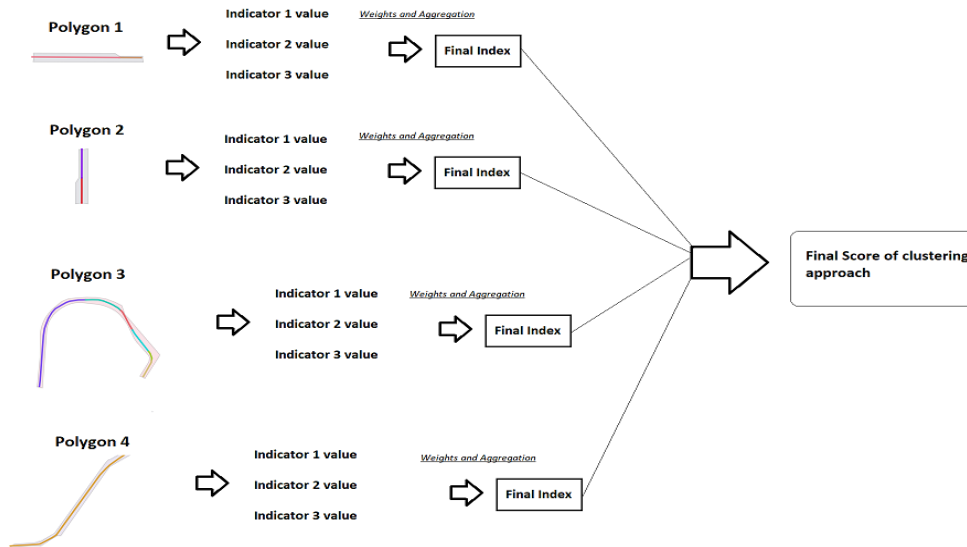 Polygon 1
Indicator 1 value
Indicator 2 value
Indicator 3 value
Weights and Aggregation
Final Index
Polygon 2
Indicator 1 value
Indicator 2 value
Indicator 3 value
Weights and Aggregation
Final Index
Polygon 3
Indicator 1 value
Indicator 2 value
Indicator 3 value
Weights and Aggregation
Final Index
Polygon 4
Indicator 1 value
Indicator 2 value
Indicator 3 value
Weights and Aggregation
Final Index
Final Score of clustering
approach